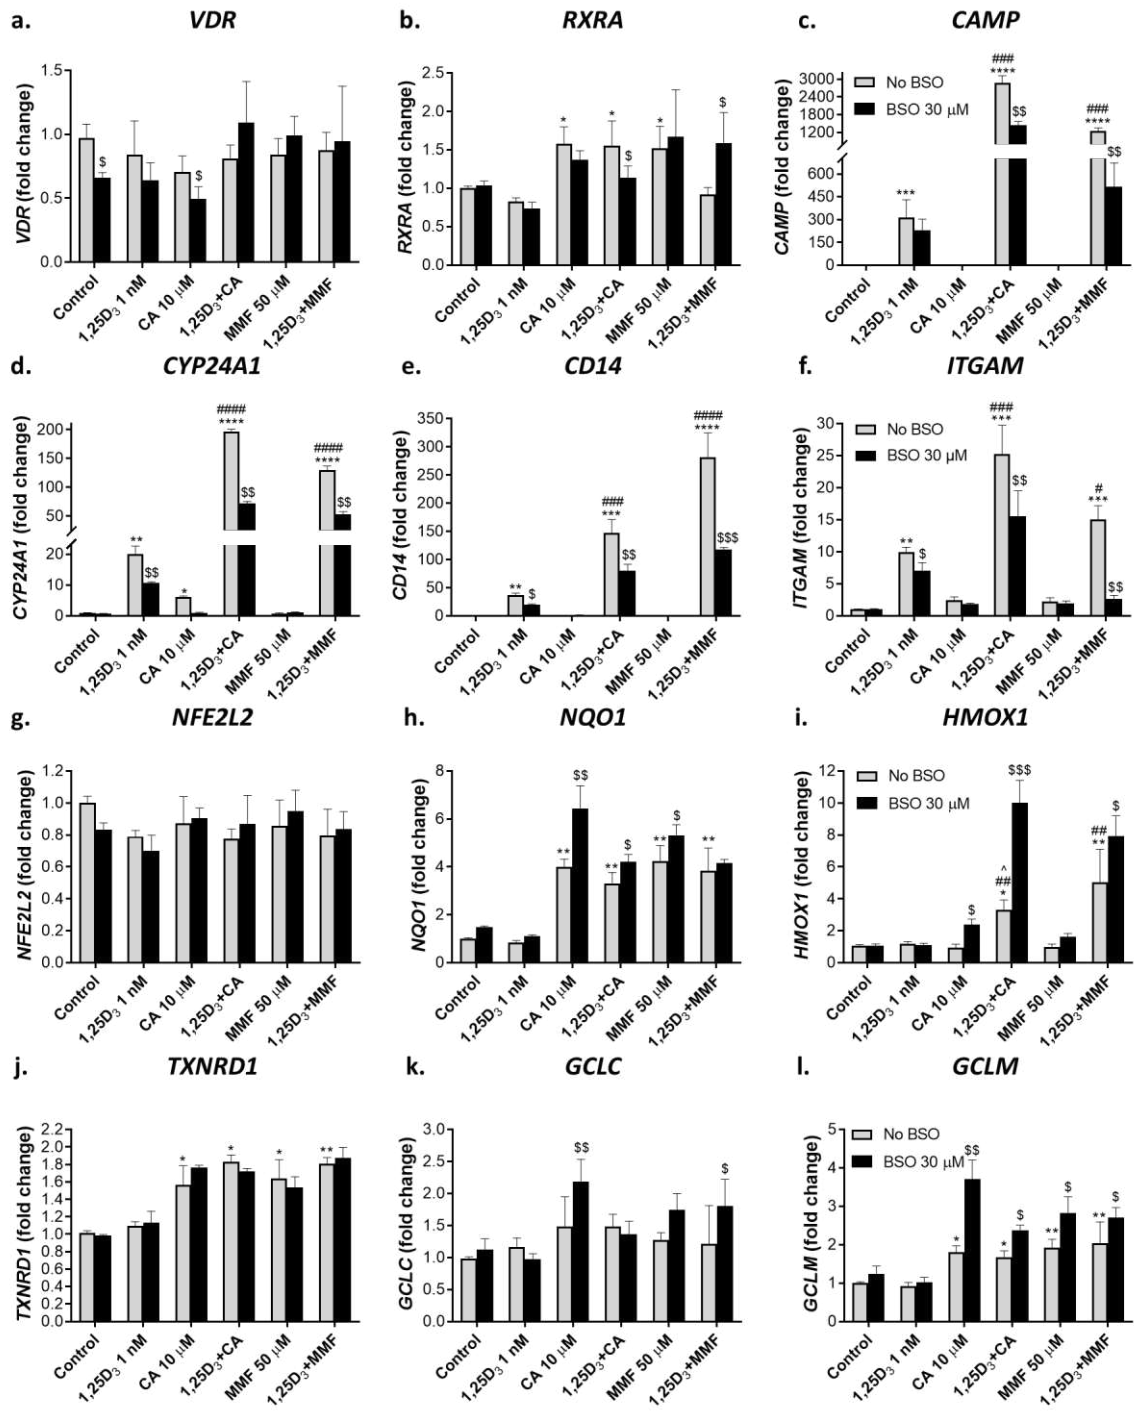 a. VDR
VDR (fold change)
1.5
1.0
0.5
0.0
$ $
Control
1,25D3 1 nM
CA 10 μM
1,25D3+CA
MMF 50 μM
1,25D3+MMF
b. RXRA
RXRA (fold change)
2.5
2.0
1.5
1.0
0.5
0.0
* * $ * $
Control
1,25D3 1 nM
CA 10 μM
1,25D3+CA
MMF 50 μM
1,25D3+MMF
c. CAMP
CAMP (fold change)
3000
2400
1800
1200
600
450
300
150
0
No BSO
BSO 30 μM
***
###
****
$$
###
****
$$
Control
1,25D3 1 nM
CA 10 μM
1,25D3+CA
MMF 50 μM
1,25D3+MMF
d. CYP24A1
CYP24A1 (fold change)
200
150
100
50
20
10
0
**
$$
*
####
****
$$
####
****
$$
Control
1,25D3 1 nM
CA 10 μM
1,25D3+CA
MMF 50 μM
1,25D3+MMF
e. CD14
CD14 (fold change)
350
300
250
200
150
100
50
0
**
$
###
***
$$
####
****
$$$
Control
1,25D3 1 nM
CA 10 μM
1,25D3+CA
MMF 50 μM
1,25D3+MMF
f. ITGAM
ITGAM (fold change)
30
25
20
15
10
5
0
No BSO
BSO 30 μM
**
$
###
***
$$
#
***
$$
Control
1,25D3 1 nM
CA 10 μM
1,25D3+CA
MMF 50 μM
1,25D3+MMF
g. NFE2L2
NFE2L2 (fold change)
1.2
1.0
0.8
0.6
0.4
0.2
0.0
Control
1,25D3 1 nM
CA 10 μM
1,25D3+CA
MMF 50 μM
1,25D3+MMF
h. NQO1
NQO1 (fold change)
8
6
4
2
0
** $$ ** $ ** $ **
Control
1,25D3 1 nM
CA 10 μM
1,25D3+CA
MMF 50 μM
1,25D3+MMF
i. HMOX1
HMOX1 (fold change)
12
10
8
6
4
2
0
No BSO
BSO 30 μM
$
^
##
*
$$$
##
**
$
Control
1,25D3 1 nM
CA 10 μM
1,25D3+CA
MMF 50 μM
1,25D3+MMF
j. TXNRD1
TXNRD1 (fold change)
2.2
2.0
1.8
1.6
1.4
1.2
1.0
0.8
0.6
0.4
0.2
0.0
* * * **
Control
1,25D3 1 nM
CA 10 μM
1,25D3+CA
MMF 50 μM
1,25D3+MMF
k. GCLC
GCLC (fold change)
3.0
2.5
2.0
1.5
1.0
0.5
0.0
$$ $
Control
1,25D3 1 nM
CA 10 μM
1,25D3+CA
MMF 50 μM
1,25D3+MMF
l. GCLM
GCLM (fold change)
5
4
3
2
1
0
No BSO
BSO 30 μM
* $$ * $ ** $ ** $
Control
1,25D3 1 nM
CA 10 μM
1,25D3+CA
MMF 50 μM
1,25D3+MMF